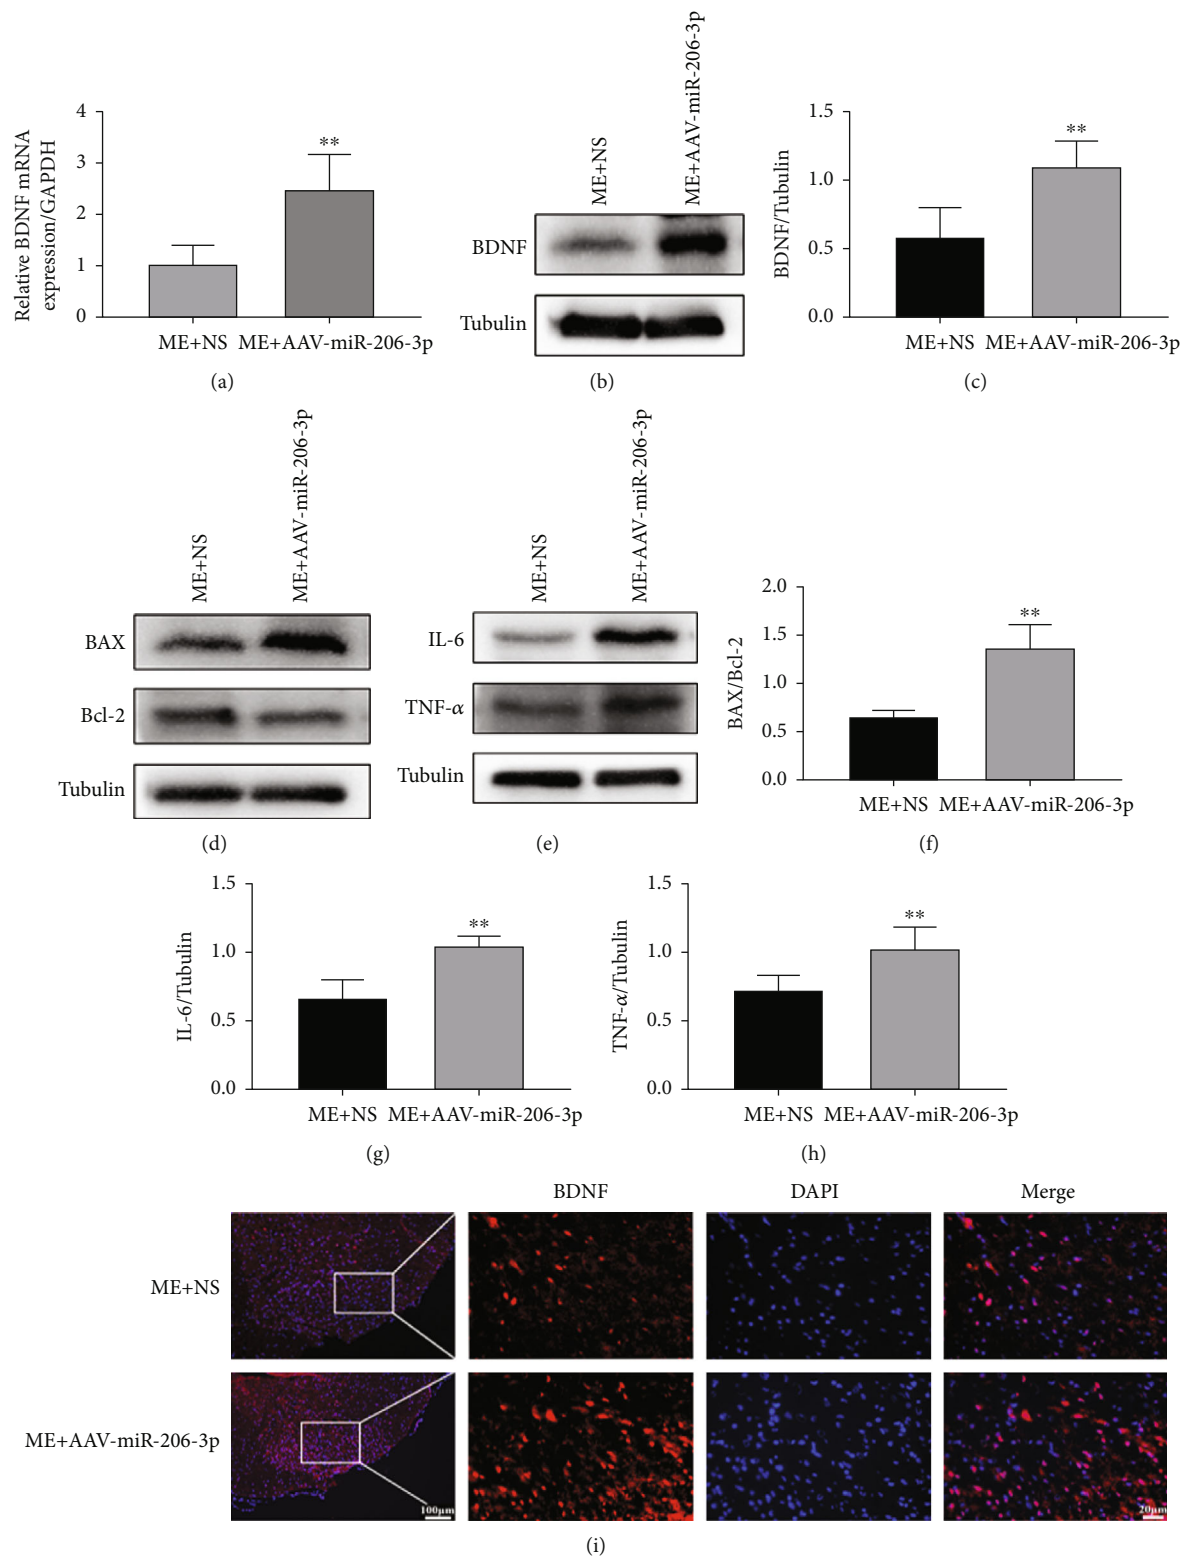 Relative BDNF mRNA
expression/GAPDH
4
3
2
1
0
**
ME+NS ME+AAV-miR-206-3p
(a)
ME+NS
ME+AAV-miR-206-3p
BDNF
Tubulin
(b)
BDNF/Tubulin
1.5
1.0
0.5
0.0
**
ME+NS ME+AAV-miR-206-3p
(c)
ME+NS
ME+AAV-miR-206-3p
BAX
Bcl-2
Tubulin
(d)
ME+NS
ME+AAV-miR-206-3p
IL-6
TNF-α
Tubulin
(e)
BAX/Bcl-2
2.0
1.5
1.0
0.5
0.0
**
ME+NS ME+AAV-miR-206-3p
(f)
IL-6/Tubulin
1.5
1.0
0.5
0.0
**
ME+NS ME+AAV-miR-206-3p
(g)
TNF-α/Tubulin
1.5
1.0
0.5
0.0
**
ME+NS ME+AAV-miR-206-3p
(h)
BDNF DAPI Merge
ME+NS
ME+AAV-miR-206-3p
100μm
20μm
(i)